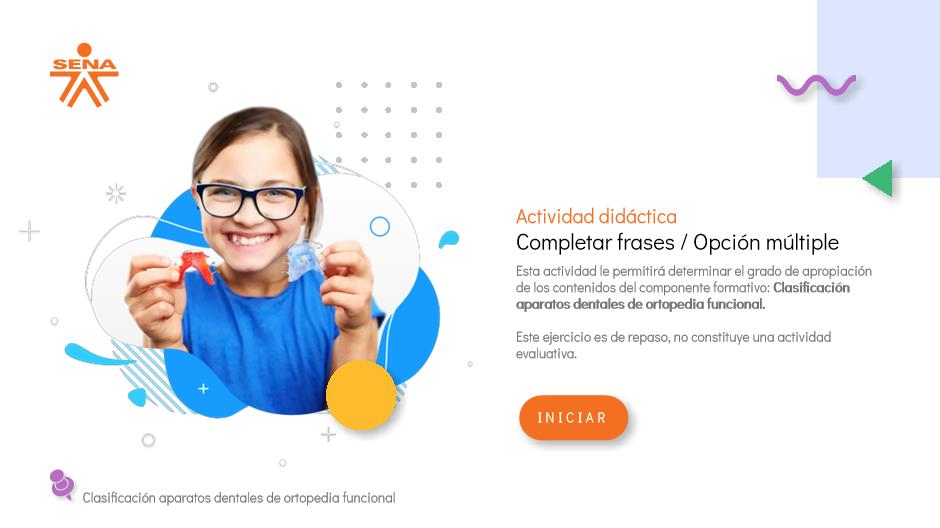 SENA
Actividad didáctica
Completar frases / Opción múltiple
Esta actividad le permitirá determinar el grado de apropiación
de los contenidos del componente formativo: Clasificación
aparatos dentales de ortopedia funcional.
Este ejercicio es de repaso, no constituye una actividad
evaluativa.
INICIAR
Clasificación aparatos dentales de ortopedia funcional